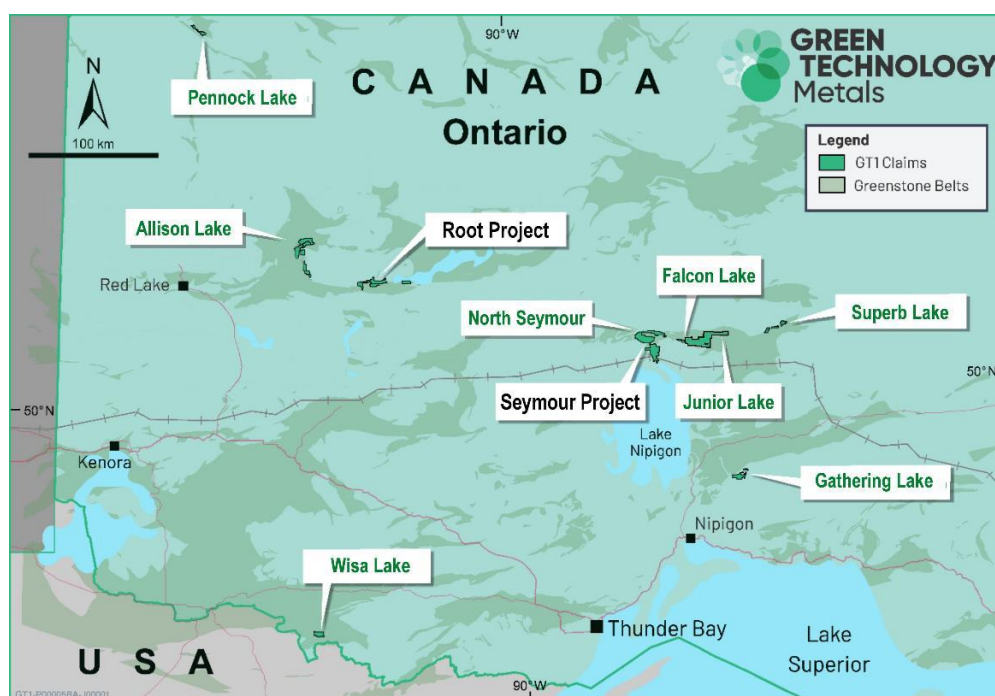 90°W
GREEN
TECHNOLOGY
Metals
N
100 km
CANADA
Ontario
Pennock Lake
Legend
GT1 Claims
Greenstone Belts
Allison Lake
Root Project
Red Lake
Falcon Lake
North Seymour
Superb Lake
Seymour Project
Junior Lake
50°N
50°N
Lake
Nipigon
Kenora
Gathering Lake
Nipigon
Wisa Lake
Thunder Bay
Lake
Superior
USA
90°W